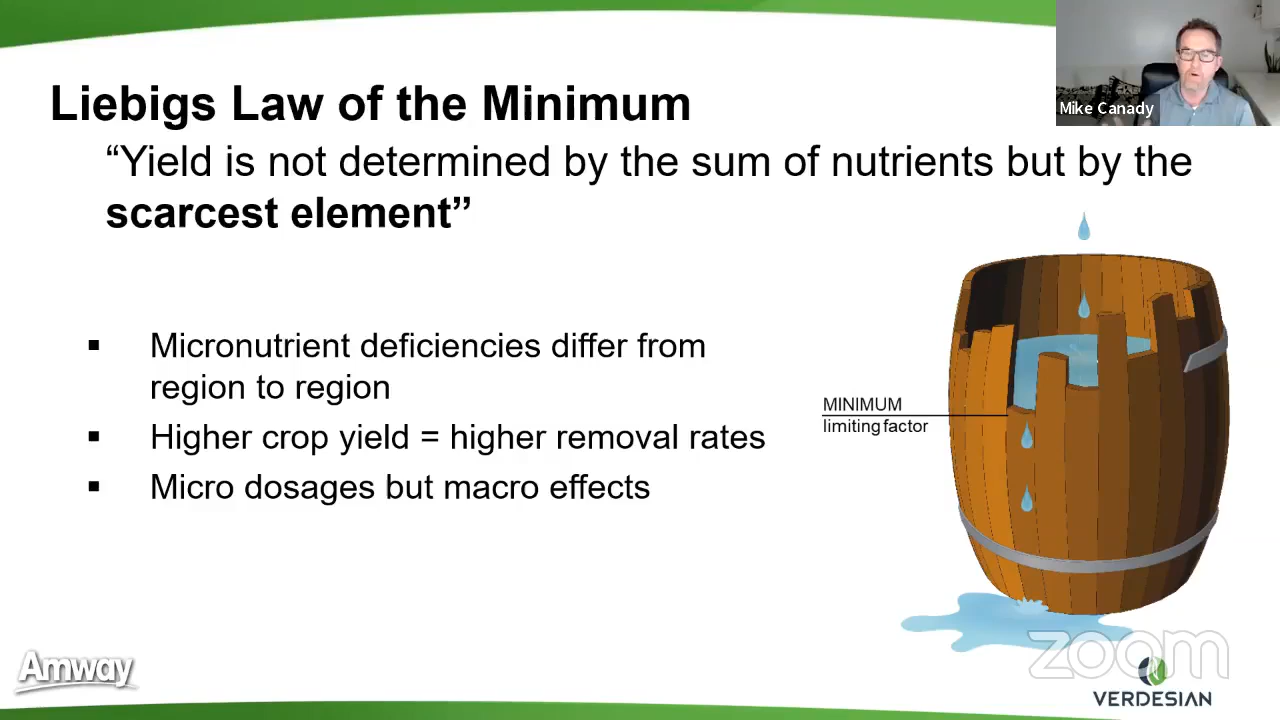 Mike Canady
Liebigs Law of the Minimum
“Yield is not determined by the sum of nutrients but by the
scarcest element”
▪ Micronutrient deficiencies differ from
region to region
▪ Higher crop yield = higher removal rates
▪ Micro dosages but macro effects
MINIMUM
limiting factor
Amway
zoom
VERDESIAN